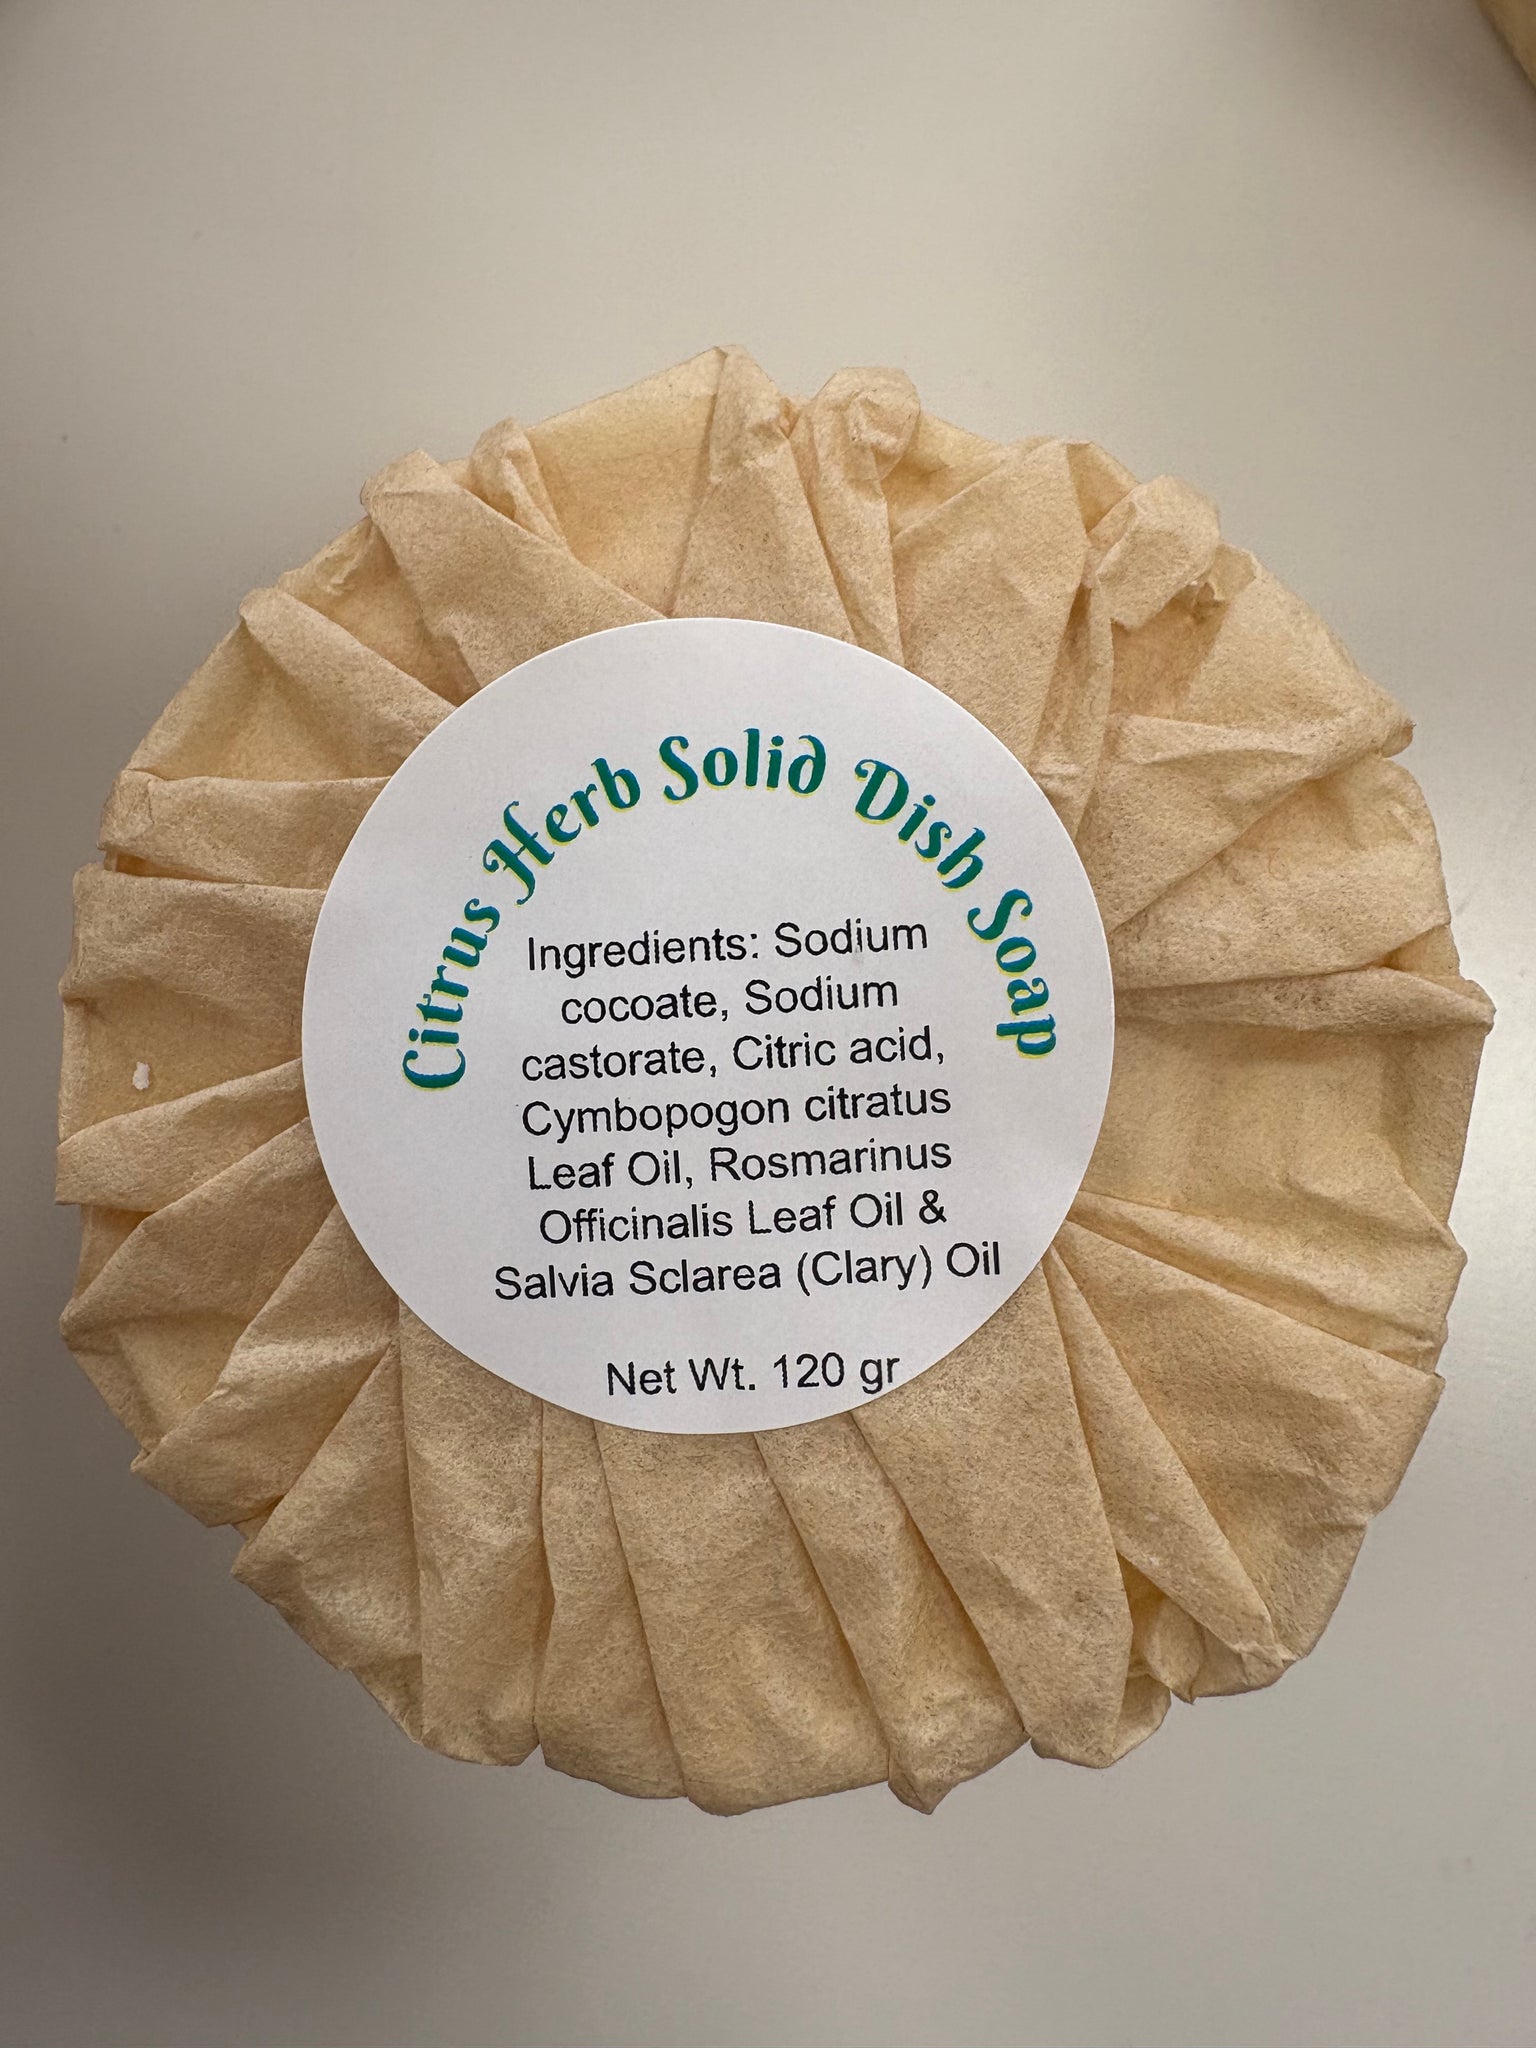 Citrus Herb Solid Dish Soap
Ingredients: Sodium
cocoate, Sodium
castorate, Citric acid,
Cymbopogon citratus
Leaf Oil, Rosmarinus
Officinalis Leaf Oil &
Salvia Sclarea (Clary) Oil
Net Wt. 120 gr